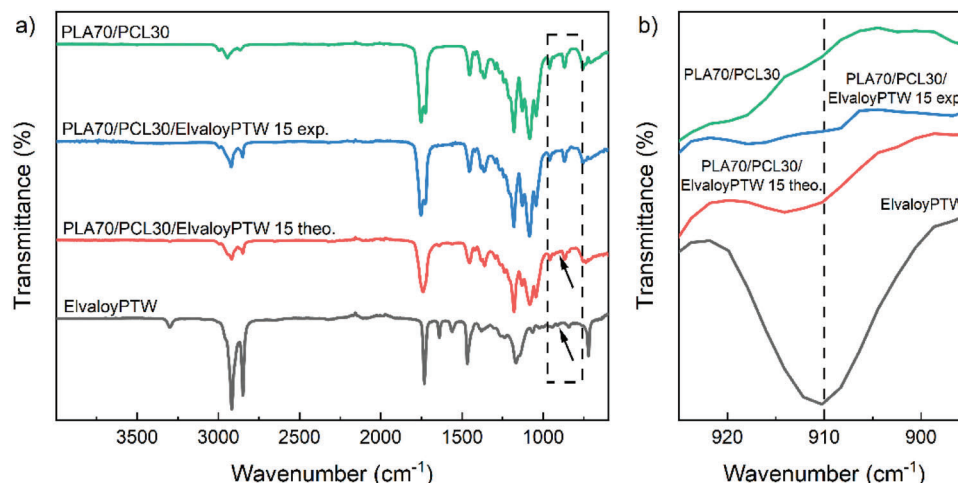 a)
PLA70/PCL30
PLA70/PCL30/ElvaloyPTW 15 exp.
PLA70/PCL30/ElvaloyPTW 15 theo.
ElvaloyPTW
Transmittance (%)
3500 3000 2500 2000 1500 1000
Wavenumber (cm⁻¹)
b)
PLA70/PCL30
PLA70/PCL30/
ElvaloyPTW 15 exp
PLA70/PCL30/
ElvaloyPTW 15 theo.
ElvaloyPTW
Transmittance (%)
920 910 900
Wavenumber (cm⁻¹)